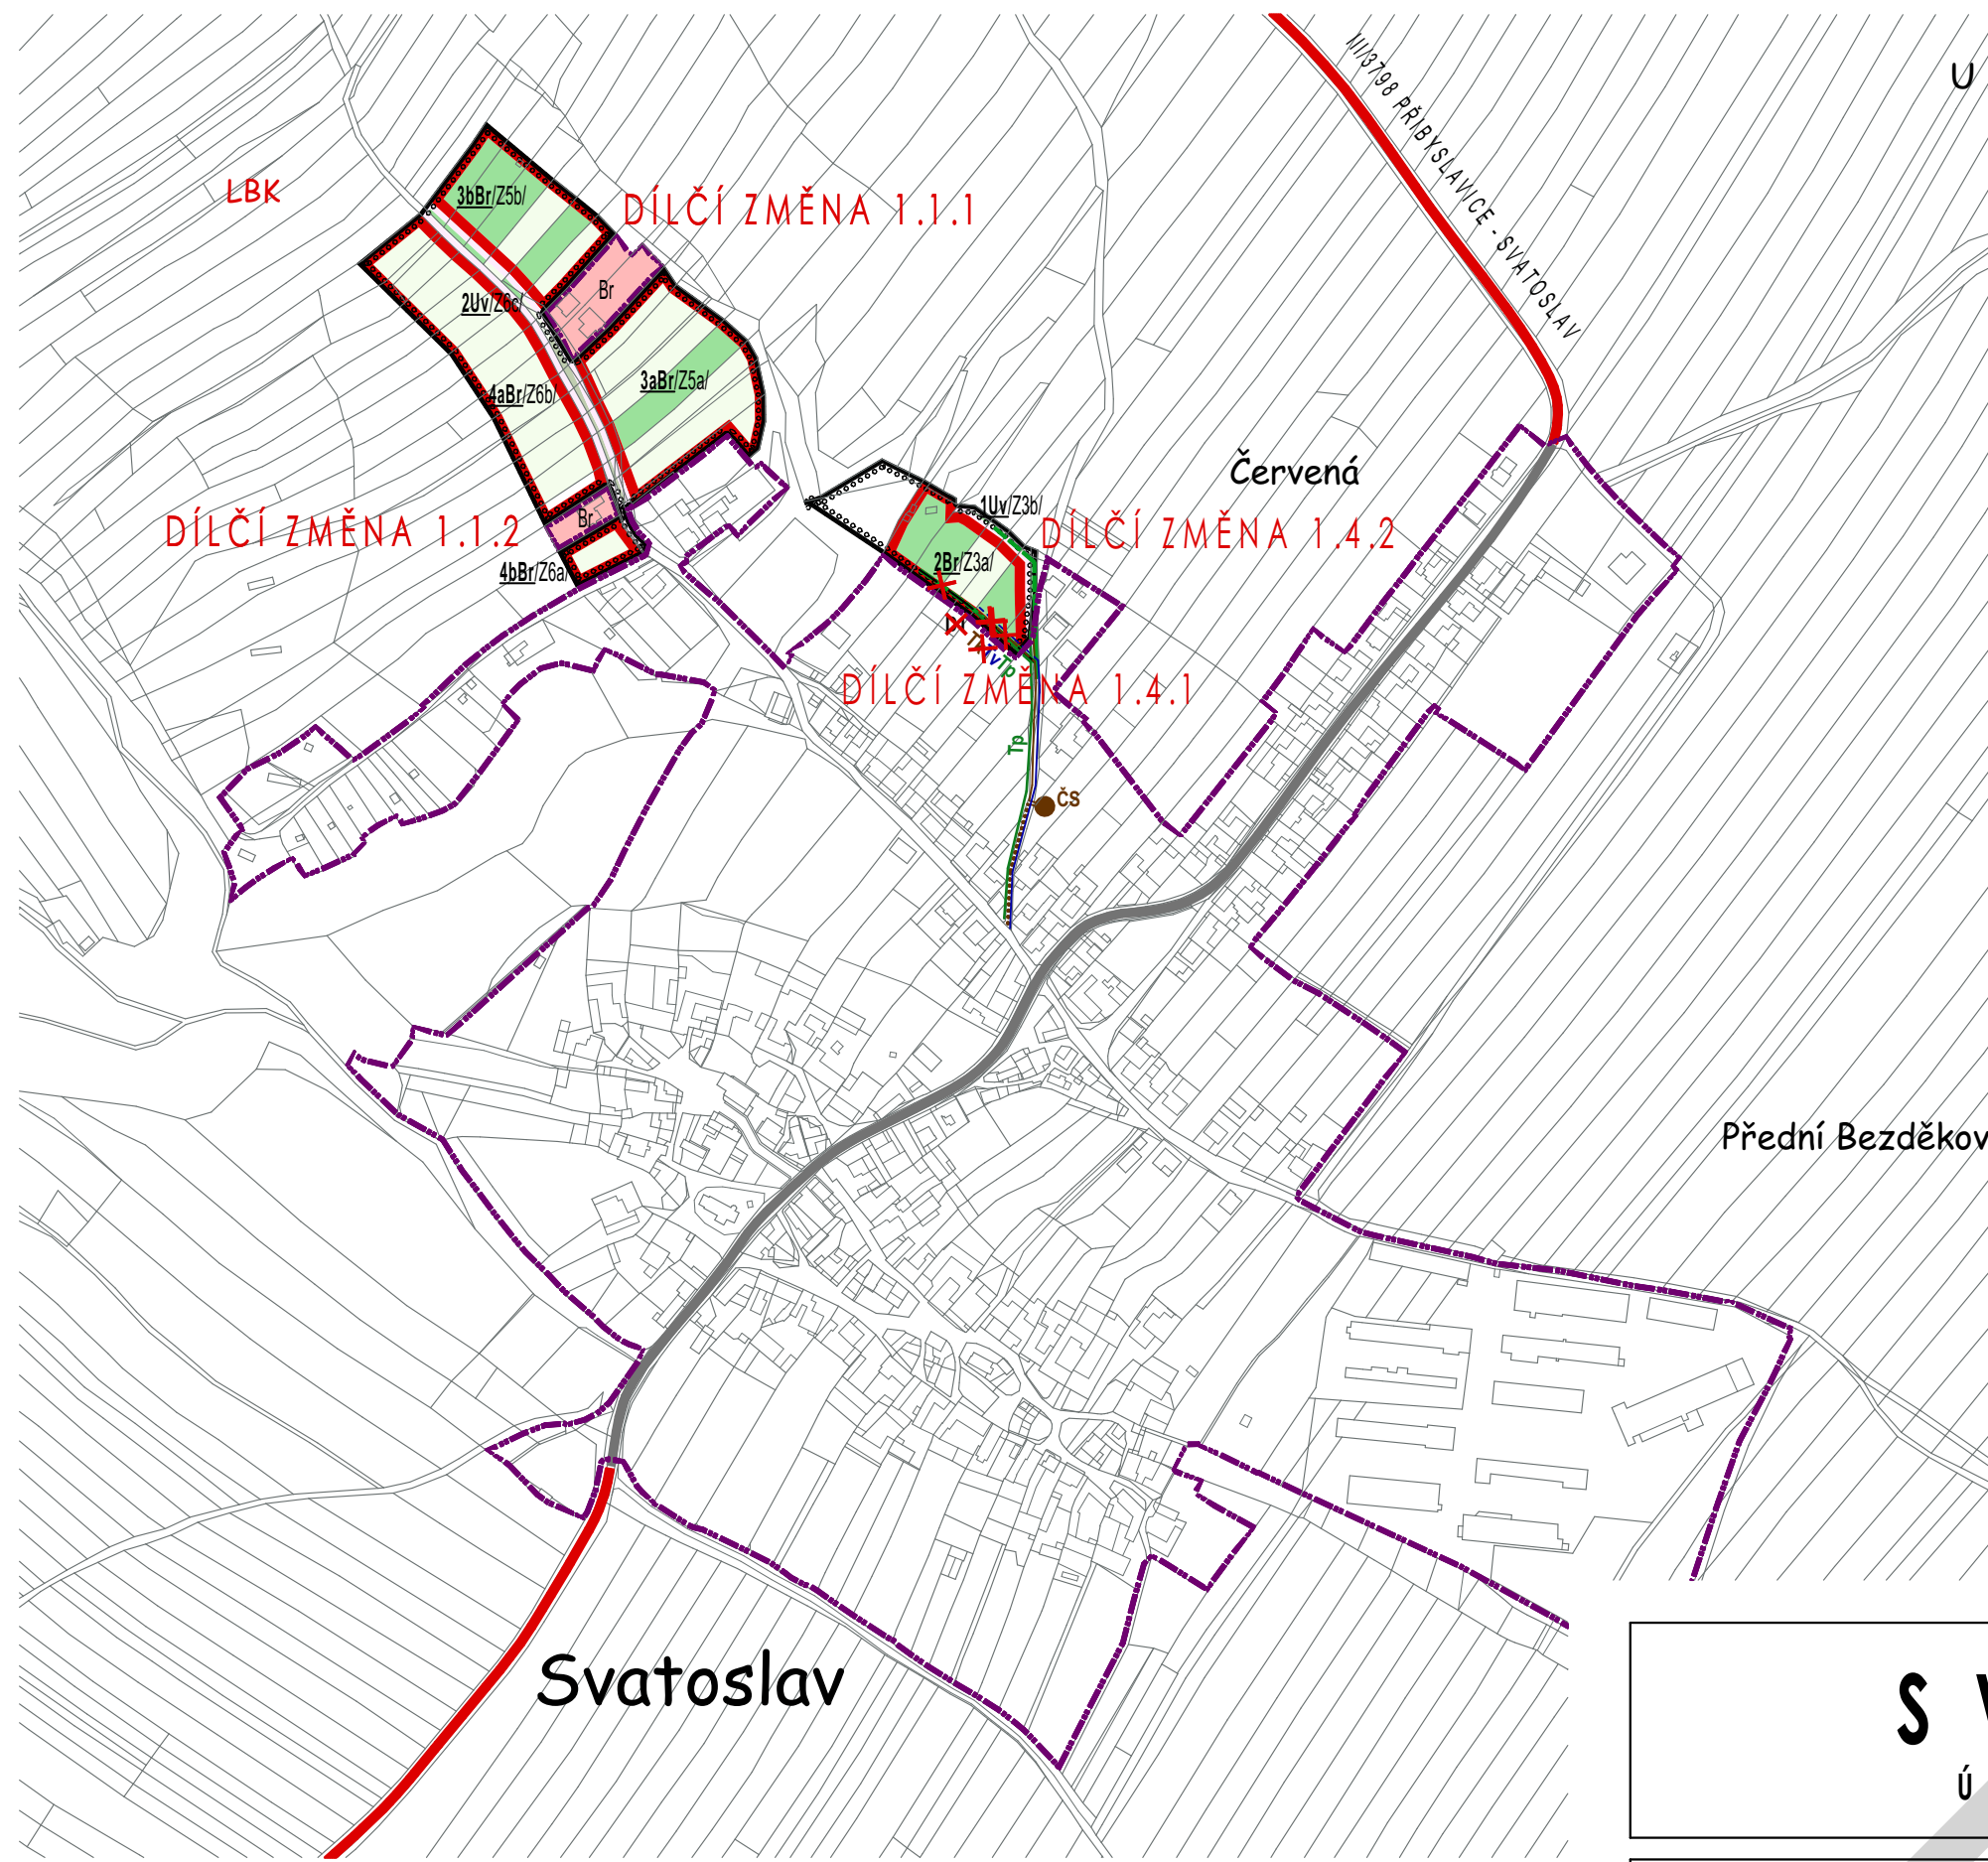 III/3798 PŘIBYSLAVICE - SVATOSLAV
U
LBK
3bBr/Z5b/
DÍLČÍ ZMĚNA 1.1.1
Br
2Uv/Z6c/
3aBr/Z5a/
4aBr/Z6b/
Červená
1Uv/Z3b/
Br
DÍLČÍ ZMĚNA 1.1.2
DÍLČÍ ZMĚNA 1.4.2
2Br/Z3a/
4bBr/Z6a/
Tp
DÍLČÍ ZMĚNA 1.4.1
Tp
ČS
Přední Bezděkov
Svatoslav
S V
Ú